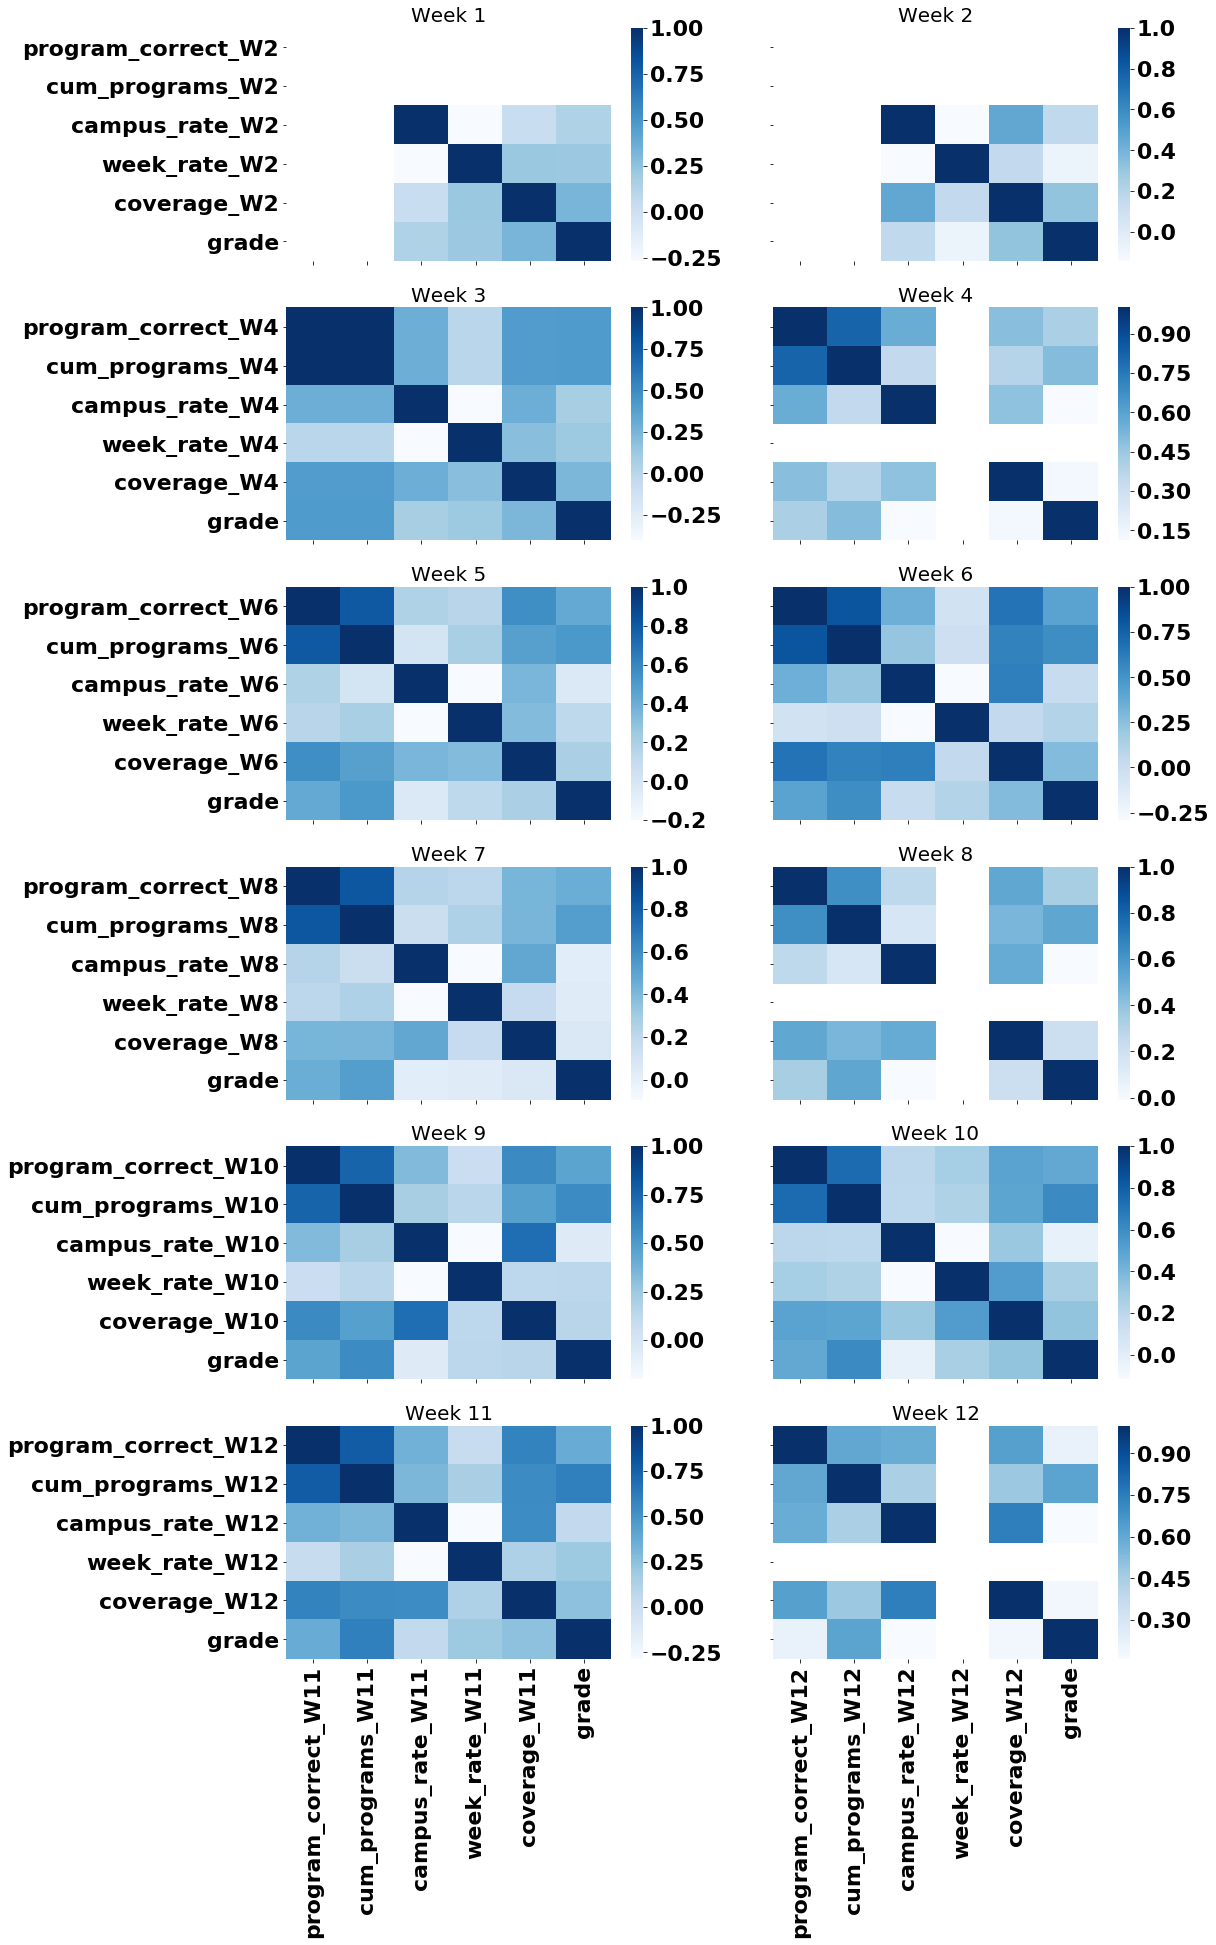 Week 1
Week 2
program_correct_W2
cum_programs_W2
campus_rate_W2
week_rate_W2
coverage_W2
grade
1.00
0.75
0.50
0.25
0.00
−0.25
1.0
0.8
0.6
0.4
0.2
0.0
Week 3
Week 4
program_correct_W4
cum_programs_W4
campus_rate_W4
week_rate_W4
coverage_W4
grade
1.00
0.75
0.50
0.25
0.00
−0.25
0.90
0.75
0.60
0.45
0.30
0.15
Week 5
Week 6
program_correct_W6
cum_programs_W6
campus_rate_W6
week_rate_W6
coverage_W6
grade
1.0
0.8
0.6
0.4
0.2
0.0
−0.2
1.00
0.75
0.50
0.25
0.00
−0.25
Week 7
Week 8
program_correct_W8
cum_programs_W8
campus_rate_W8
week_rate_W8
coverage_W8
grade
1.0
0.8
0.6
0.4
0.2
0.0
1.0
0.8
0.6
0.4
0.2
0.0
Week 9
Week 10
program_correct_W10
cum_programs_W10
campus_rate_W10
week_rate_W10
coverage_W10
grade
1.00
0.75
0.50
0.25
0.00
1.0
0.8
0.6
0.4
0.2
0.0
Week 11
Week 12
program_correct_W12
cum_programs_W12
campus_rate_W12
week_rate_W12
coverage_W12
grade
1.00
0.75
0.50
0.25
0.00
−0.25
0.90
0.75
0.60
0.45
0.30
program_correct_W11
cum_programs_W11
campus_rate_W11
week_rate_W11
coverage_W11
grade
program_correct_W12
cum_programs_W12
campus_rate_W12
week_rate_W12
coverage_W12
grade